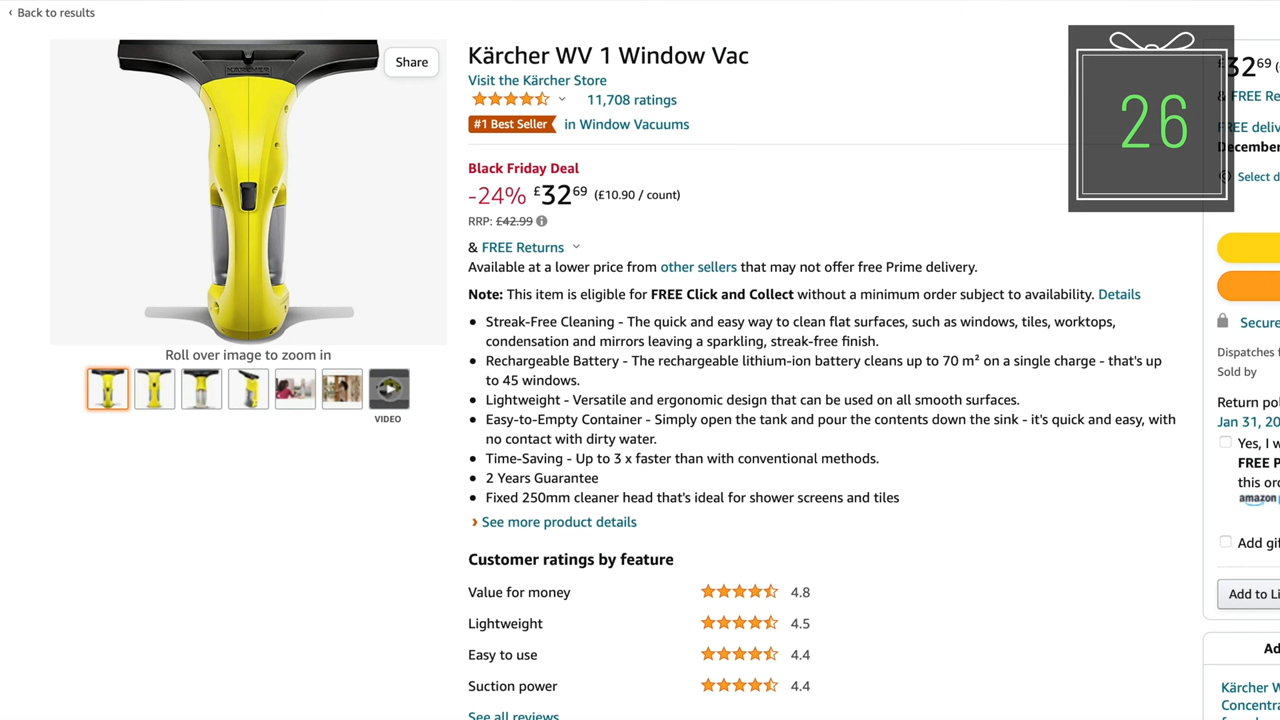 ‹ Back to results
Share
KARCHER
Roll over image to zoom in
VIDEO
Kärcher WV 1 Window Vac
Visit the Kärcher Store
11,708 ratings
#1 Best Seller in Window Vacuums
Black Friday Deal
-24% £32⁶⁹ (£10.90 / count)
RRP: £42.99
& FREE Returns
Available at a lower price from other sellers that may not offer free Prime delivery.
Note: This item is eligible for FREE Click and Collect without a minimum order subject to availability. Details
• Streak-Free Cleaning - The quick and easy way to clean flat surfaces, such as windows, tiles, worktops,
condensation and mirrors leaving a sparkling, streak-free finish.
• Rechargeable Battery - The rechargeable lithium-ion battery cleans up to 70 m² on a single charge - that's up
to 45 windows.
• Lightweight - Versatile and ergonomic design that can be used on all smooth surfaces.
• Easy-to-Empty Container - Simply open the tank and pour the contents down the sink - it's quick and easy, with
no contact with dirty water.
• Time-Saving - Up to 3 x faster than with conventional methods.
• 2 Years Guarantee
• Fixed 250mm cleaner head that's ideal for shower screens and tiles
› See more product details
Customer ratings by feature
Value for money 4.8
Lightweight 4.5
Easy to use 4.4
Suction power 4.4
See all reviews
26
£32⁶⁹ (
& FREE Re
FREE deliv
December
Select d
Secure
Dispatches f
Sold by
Return pol
Jan 31, 20
Yes, I w
FREE P
this ord
amazon
Add gif
Add to Li
Ad
Kärcher W
Concentra